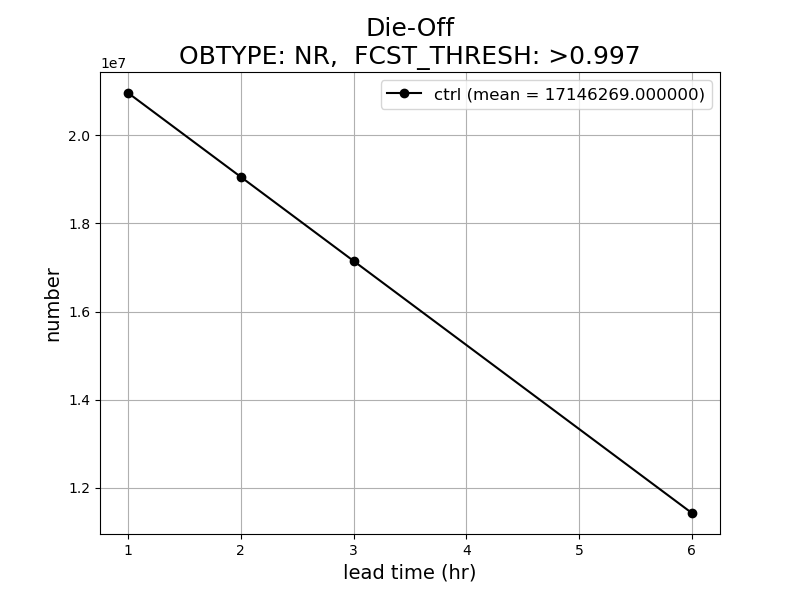 Die-Off
OBTYPE: NR,  FCST_THRESH: >0.997
1e7
ctrl (mean = 17146269.000000)
2.0
1.8
1.6
1.4
1.2
number
1 2 3 4 5 6
lead time (hr)